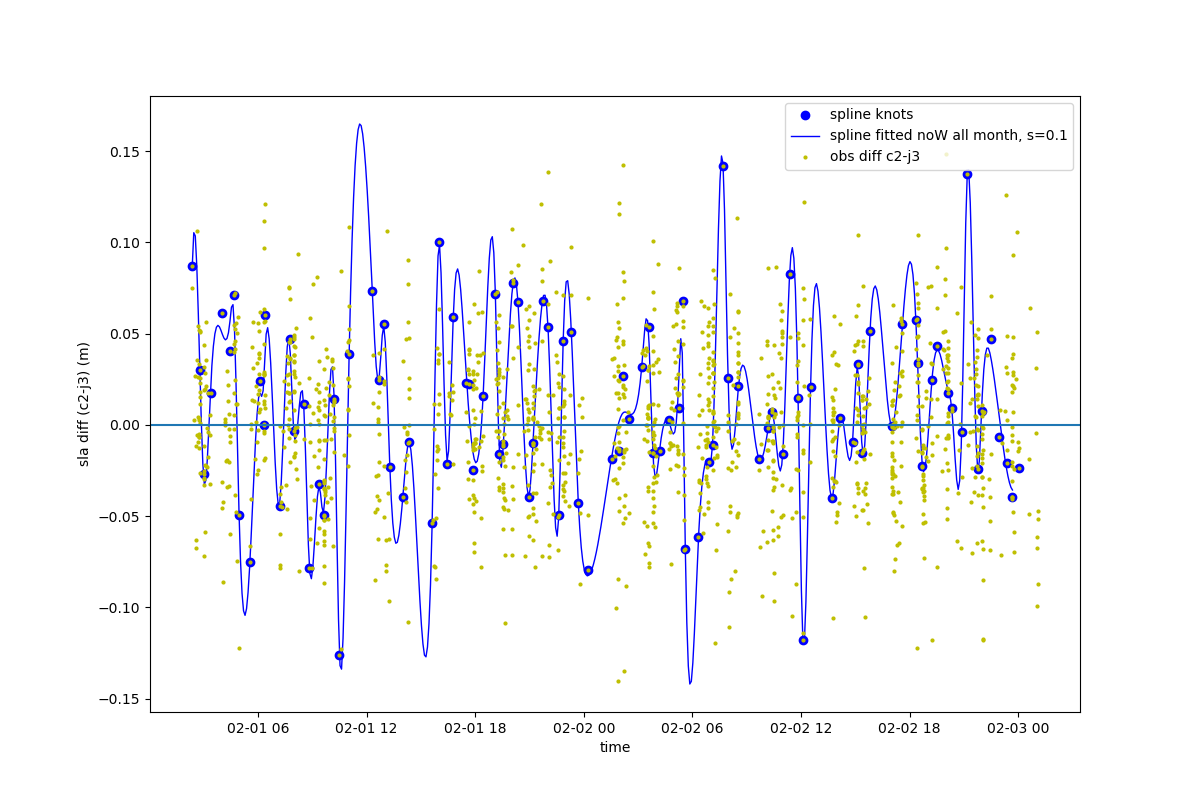 spline knots
spline fitted noW all month, s=0.1
obs diff c2-j3
0.15
0.10
0.05
0.00
−0.05
−0.10
−0.15
sla diff (c2-j3) (m)
02-01 06 02-01 12 02-01 18 02-02 00 02-02 06 02-02 12 02-02 18 02-03 00
time